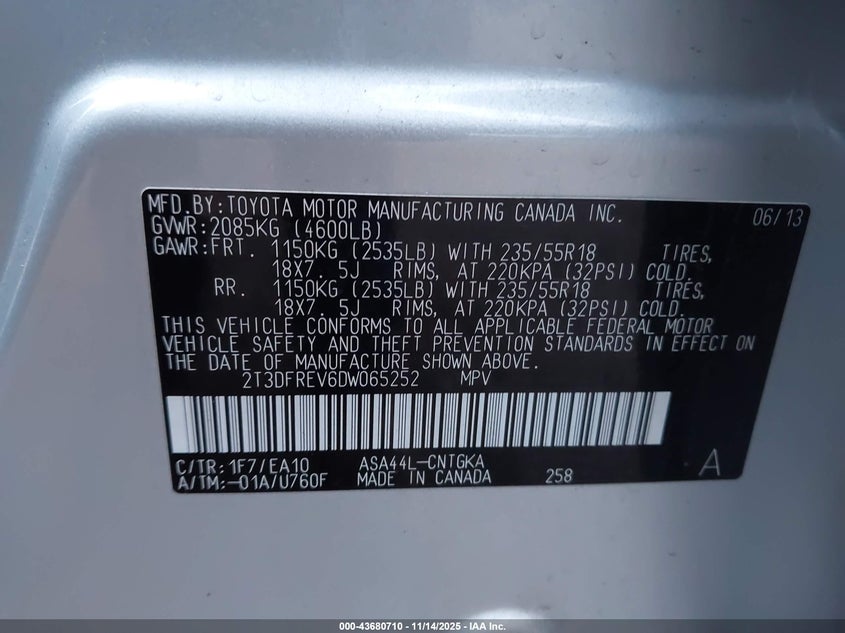 MFD.BY:TOYOTA MOTOR MANUFACTURING CANADA INC. 06/13
GVWR:2085KG (4600LB)
GAWR:FRT. 1150KG (2535LB) WITH 235/55R18 TIRES,
18X7. 5J RIMS, AT 220KPA (32PSI) COLD.
RR. 1150KG (2535LB) WITH 235/55R18 TIRES,
18X7. 5J RIMS, AT 220KPA (32PSI) COLD.
THIS VEHICLE CONFORMS TO ALL APPLICABLE FEDERAL MOTOR
VEHICLE SAFETY AND THEFT PREVENTION STANDARDS IN EFFECT ON
THE DATE OF MANUFACTURE SHOWN ABOVE.
2T3DFREV6DW065252 MPV
C/TR:1F7/EA10 ASA44L-CNTGKA A
A/TM:-01A/U760F MADE IN CANADA 258
000-43680710 - 11/14/2025 - IAA Inc.